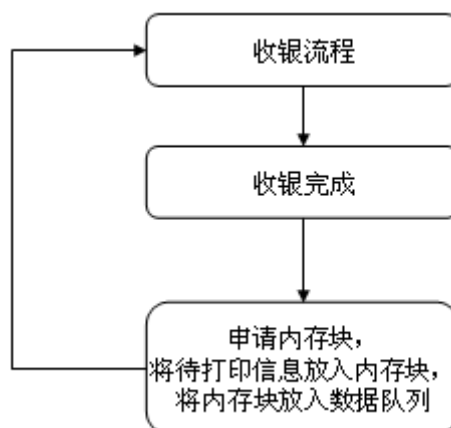 收银流程
收银完成
申请内存块，
将待打印信息放入内存块，
将内存块放入数据队列